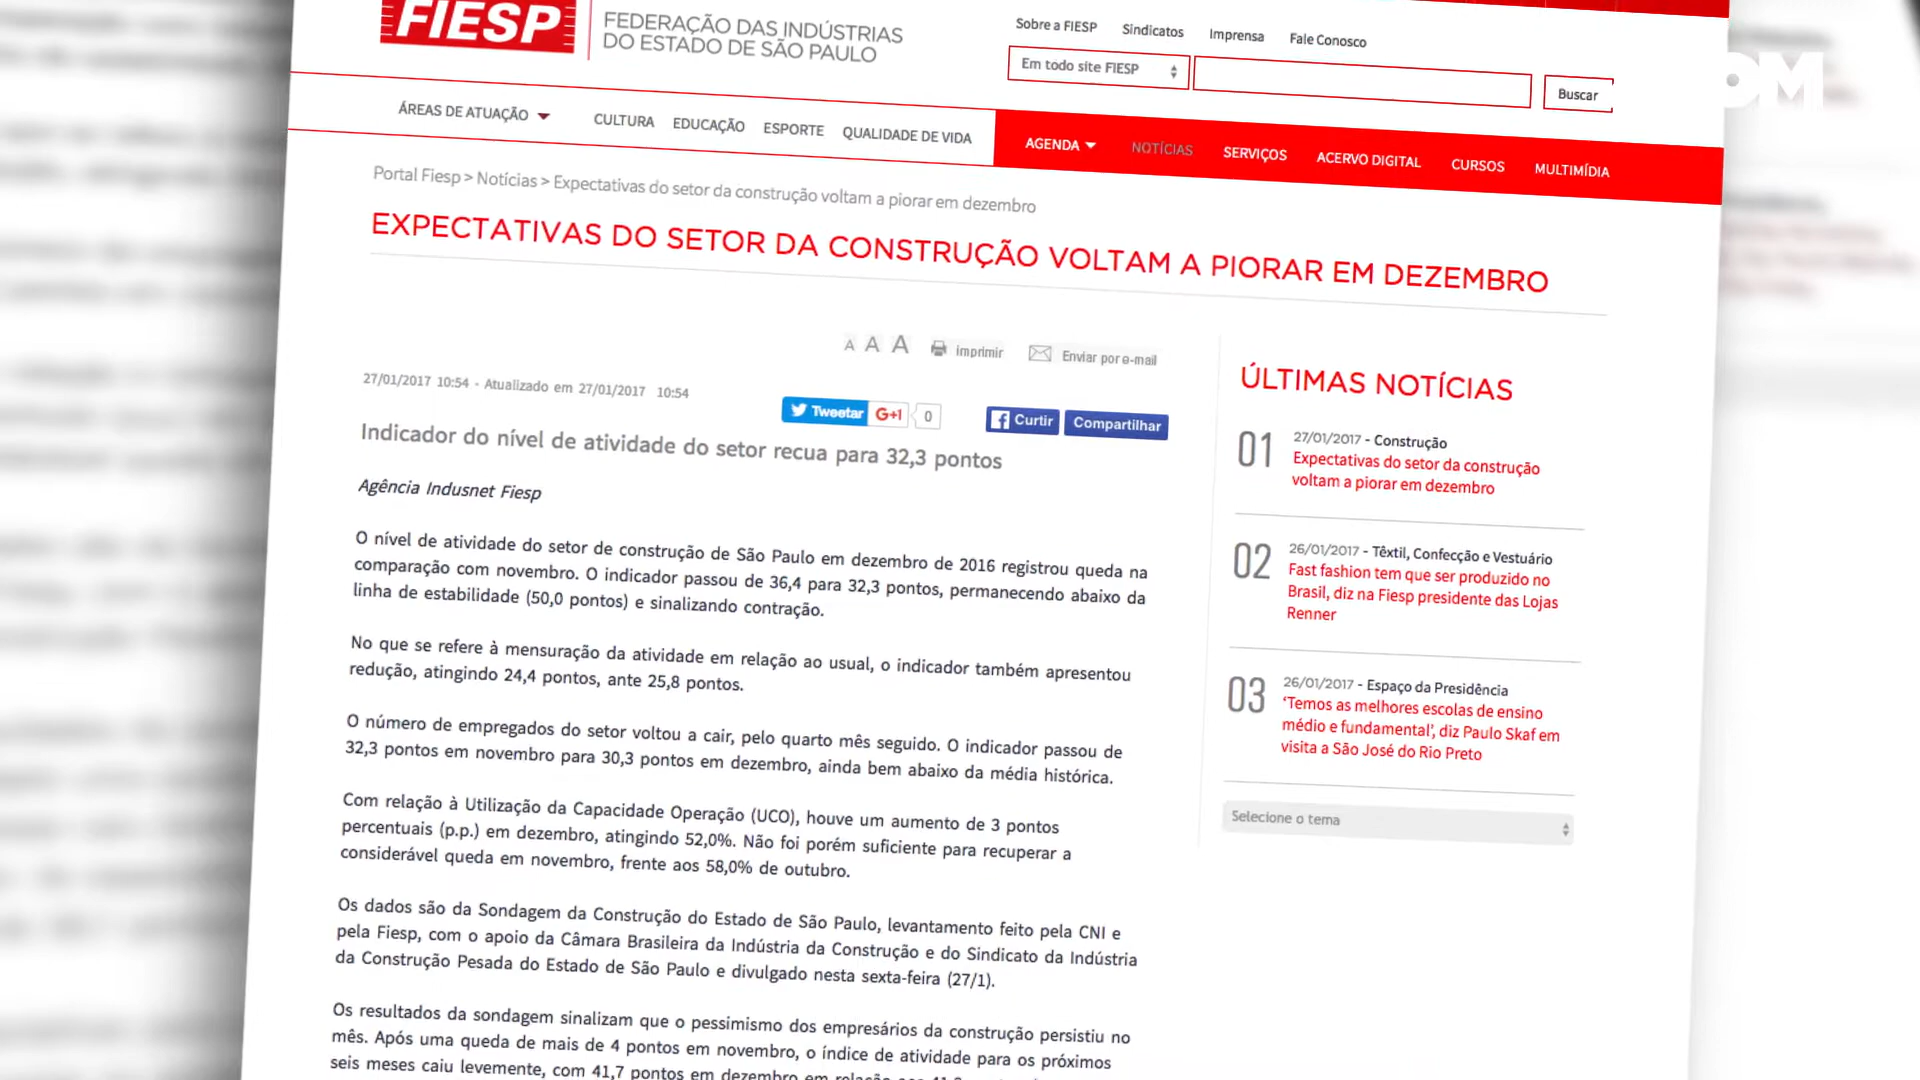 FIESP
FEDERAÇÃO DAS INDÚSTRIAS
DO ESTADO DE SÃO PAULO
Sobre a FIESP Sindicatos Imprensa Fale Conosco
Em todo site FIESP Buscar
OM
ÁREAS DE ATUAÇÃO CULTURA EDUCAÇÃO ESPORTE QUALIDADE DE VIDA AGENDA NOTÍCIAS SERVIÇOS ACERVO DIGITAL CURSOS MULTIMÍDIA
Portal Fiesp > Notícias > Expectativas do setor da construção voltam a piorar em dezembro
EXPECTATIVAS DO SETOR DA CONSTRUÇÃO VOLTAM A PIORAR EM DEZEMBRO
A A A imprimir Enviar por e-mail
27/01/2017 10:54 - Atualizado em 27/01/2017 10:54
Tweetar G+1 0 Curtir Compartilhar
Indicador do nível de atividade do setor recua para 32,3 pontos
Agência Indusnet Fiesp
O nível de atividade do setor de construção de São Paulo em dezembro de 2016 registrou queda na
comparação com novembro. O indicador passou de 36,4 para 32,3 pontos, permanecendo abaixo da
linha de estabilidade (50,0 pontos) e sinalizando contração.
No que se refere à mensuração da atividade em relação ao usual, o indicador também apresentou
redução, atingindo 24,4 pontos, ante 25,8 pontos.
O número de empregados do setor voltou a cair, pelo quarto mês seguido. O indicador passou de
32,3 pontos em novembro para 30,3 pontos em dezembro, ainda bem abaixo da média histórica.
Com relação à Utilização da Capacidade Operação (UCO), houve um aumento de 3 pontos
percentuais (p.p.) em dezembro, atingindo 52,0%. Não foi porém suficiente para recuperar a
considerável queda em novembro, frente aos 58,0% de outubro.
Os dados são da Sondagem da Construção do Estado de São Paulo, levantamento feito pela CNI e
pela Fiesp, com o apoio da Câmara Brasileira da Indústria da Construção e do Sindicato da Indústria
da Construção Pesada do Estado de São Paulo e divulgado nesta sexta-feira (27/1).
Os resultados da sondagem sinalizam que o pessimismo dos empresários da construção persistiu no
mês. Após uma queda de mais de 4 pontos em novembro, o índice de atividade para os próximos
seis meses caiu levemente, com 41,7 pontos em dezembro em relação aos
ÚLTIMAS NOTÍCIAS
01
27/01/2017 - Construção
Expectativas do setor da construção
voltam a piorar em dezembro
02
26/01/2017 - Têxtil, Confecção e Vestuário
Fast fashion tem que ser produzido no
Brasil, diz na Fiesp presidente das Lojas
Renner
03
26/01/2017 - Espaço da Presidência
‘Temos as melhores escolas de ensino
médio e fundamental’, diz Paulo Skaf em
visita a São José do Rio Preto
Selecione o tema